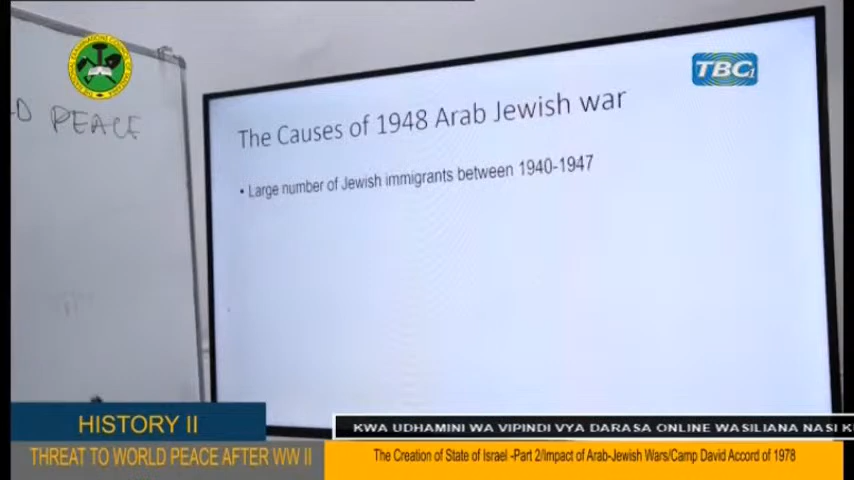 TBC1
PEACE
The Causes of 1948 Arab Jewish war
• Large number of Jewish immigrants between 1940-1947
HISTORY II
KWA UDHAMINI WA VIPINDI VYA DARASA ONLINE WASILIANA NASI
THREAT TO WORLD PEACE AFTER WW II
The Creation of State of Israel -Part 2/Impact of Arab-Jewish Wars/Camp David Accord of 1978